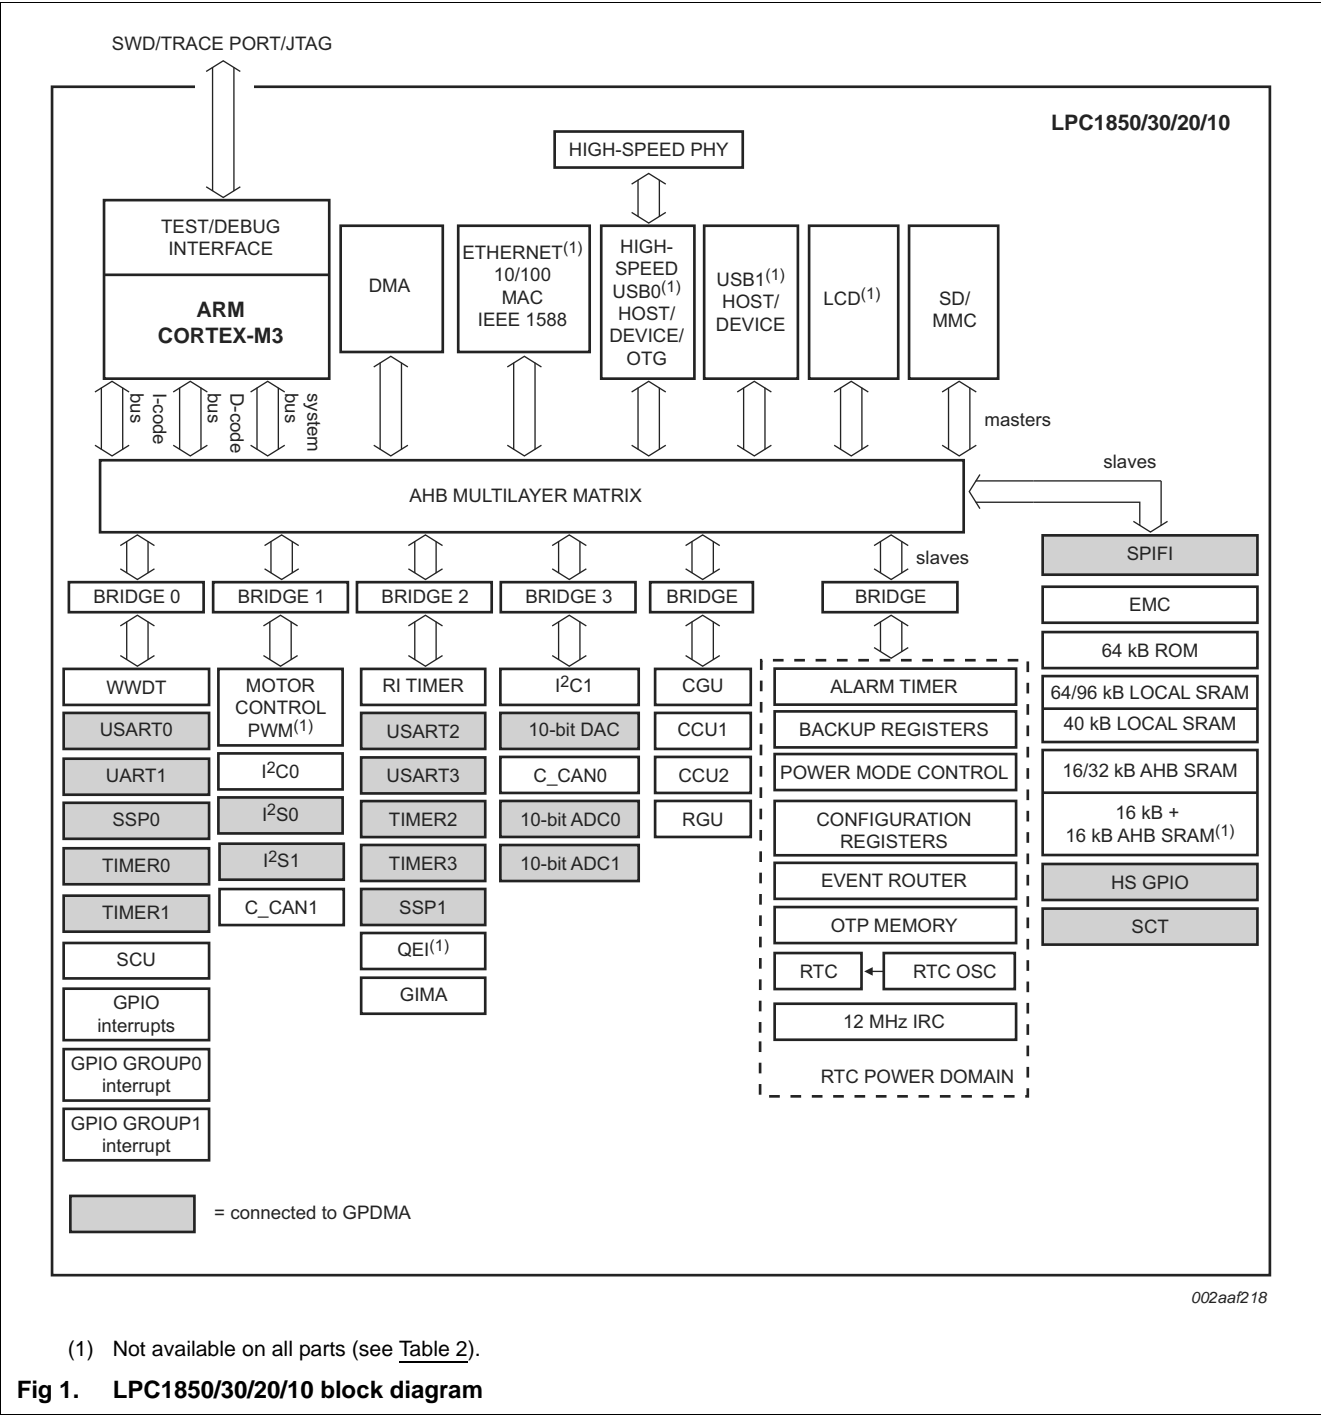 SWD/TRACE PORT/JTAG
LPC1850/30/20/10
HIGH-SPEED PHY
TEST/DEBUG
INTERFACE
ARM
CORTEX-M3
DMA
ETHERNET(1)
10/100
MAC
IEEE 1588
HIGH-
SPEED
USB0(1)
HOST/
DEVICE/
OTG
USB1(1)
HOST/
DEVICE
LCD(1)
SD/
MMC
I-code
bus
D-code
bus
system
bus
masters
slaves
AHB MULTILAYER MATRIX
slaves
BRIDGE 0
BRIDGE 1
BRIDGE 2
BRIDGE 3
BRIDGE
BRIDGE
WWDT
USART0
UART1
SSP0
TIMER0
TIMER1
SCU
GPIO
interrupts
GPIO GROUP0
interrupt
GPIO GROUP1
interrupt
MOTOR
CONTROL
PWM(1)
I2C0
I2S0
I2S1
C_CAN1
RI TIMER
USART2
USART3
TIMER2
TIMER3
SSP1
QEI(1)
GIMA
I2C1
10-bit DAC
C_CAN0
10-bit ADC0
10-bit ADC1
CGU
CCU1
CCU2
RGU
ALARM TIMER
BACKUP REGISTERS
POWER MODE CONTROL
CONFIGURATION
REGISTERS
EVENT ROUTER
OTP MEMORY
RTC
RTC OSC
12 MHz IRC
RTC POWER DOMAIN
SPIFI
EMC
64 kB ROM
64/96 kB LOCAL SRAM
40 kB LOCAL SRAM
16/32 kB AHB SRAM
16 kB +
16 kB AHB SRAM(1)
HS GPIO
SCT
= connected to GPDMA
002aaf218
(1) Not available on all parts (see Table 2).
Fig 1. LPC1850/30/20/10 block diagram